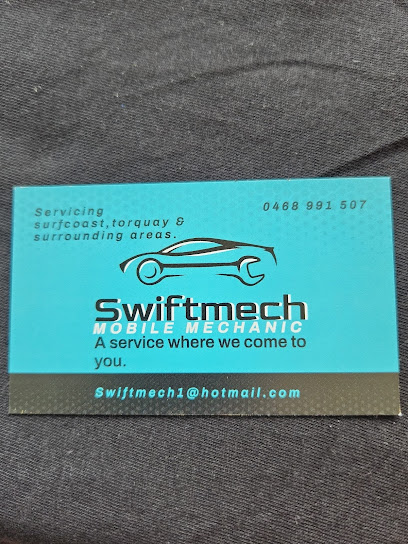 Servicing
surfcoast,torquay &
surrounding areas.
0468 991 507
Swiftmech
MOBILE MECHANIC
A service where we come to
you.
Swiftmech1@hotmail.com